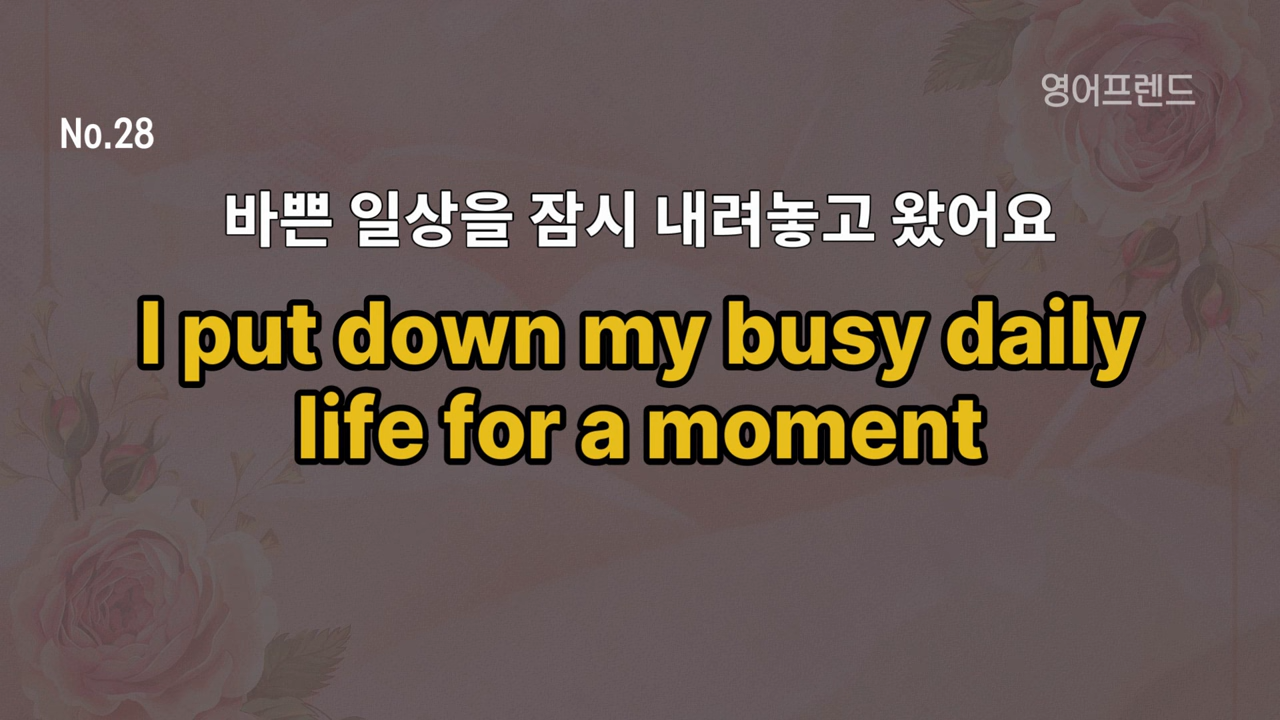 영어프렌드
No.28
바쁜 일상을 잠시 내려놓고 왔어요
I put down my busy daily
life for a moment